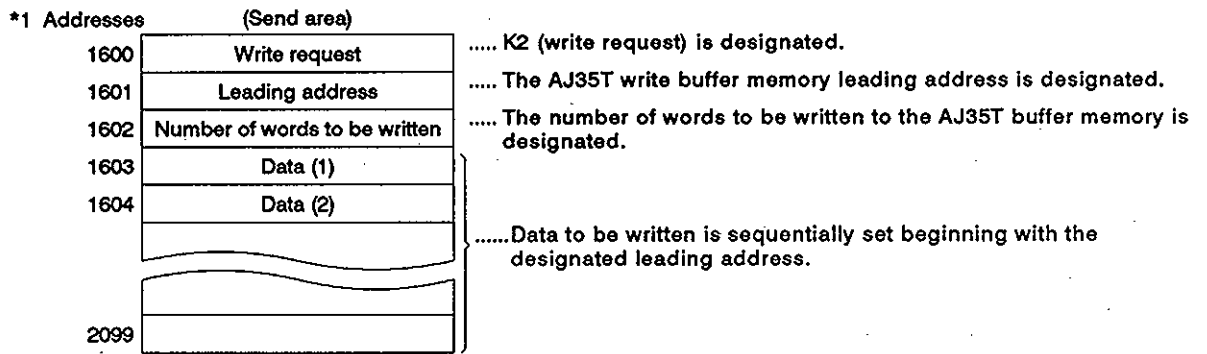 *1 Addresses (Send area)
1600 Write request ..... K2 (write request) is designated.
1601 Leading address ..... The AJ35T write buffer memory leading address is designated.
1602 Number of words to be written ..... The number of words to be written to the AJ35T buffer memory is
designated.
1603 Data (1)
1604 Data (2)
......Data to be written is sequentially set beginning with the
designated leading address.
2099